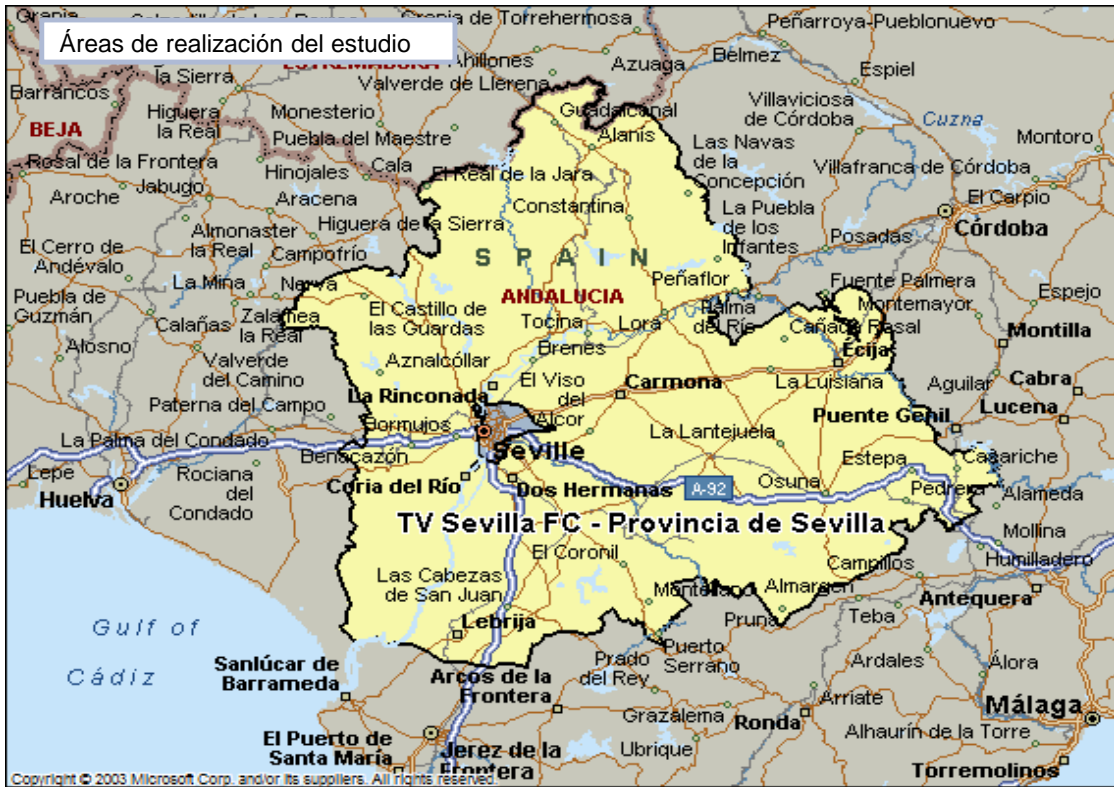 Áreas de realización del estudio
Granja
Granja de Torrehermosa
Peñarroya-Pueblonuevo
EXTREMADURA
Ahillones
Azuaga
Bélmez
Espiel
la Sierra
Valverde de Llerena
Barrancos
Higuera
la Real
Monesterio
Guadalcanal
Villaviciosa
de Córdoba
Cuzna
BEJA
Puebla del Maestre
Alanís
Montoro
Rosal de la Frontera
Cala
Las Navas
de la
Concepción
Villafranca de Córdoba
Jabugo
Hinojales
El Real de la Jara
Aroche
Aracena
Constantina
El Carpio
Almonaster
la Real
Higuera de la Sierra
La Puebla
de los
Infantes
Posadas
Córdoba
El Cerro de
Andévalo
Campofrío
SPAIN
La Mina
Nerva
Peñaflor
Fuente Palmera
Puebla de
Guzmán
El Castillo de
las Guardas
ANDALUCIA
Palma
del Río
Montemayor
Espejo
Calañas
Zalamea
la Real
Tocina
Lora
Cañada Rosal
Montilla
Alosno
Aznalcóllar
Brenes
Écija
Valverde
del Camino
La Rinconada
El Viso
del
Alcor
Carmona
La Luisiana
Aguilar
Cabra
Paterna del Campo
Puente Genil
Lucena
La Palma del Condado
Bormujos
La Lantejuela
Benacazón
Seville
Estepa
Casariche
Lepe
Rociana
del
Condado
Huelva
Coria del Río
Dos Hermanas
A-92
Osuna
Pedrera
Alameda
TV Sevilla FC - Provincia de Sevilla
Mollina
El Coronil
Campillos
Humilladero
Las Cabezas
de San Juan
Montellano
Almargen
Antequera
Gulf of
Cádiz
Lebrija
Pruna
Teba
Puerto
Serrano
Sanlúcar de
Barrameda
Arcos de la
Frontera
Prado
del Rey
Ardales
Álora
Grazalema
Ronda
Arriate
Málaga
El Puerto de
Santa María
Jerez de la
Frontera
Ubrique
Alhaurín de la Torre
Torremolinos
Copyright © 2003 Microsoft Corp. and/or its suppliers. All rights reserved.